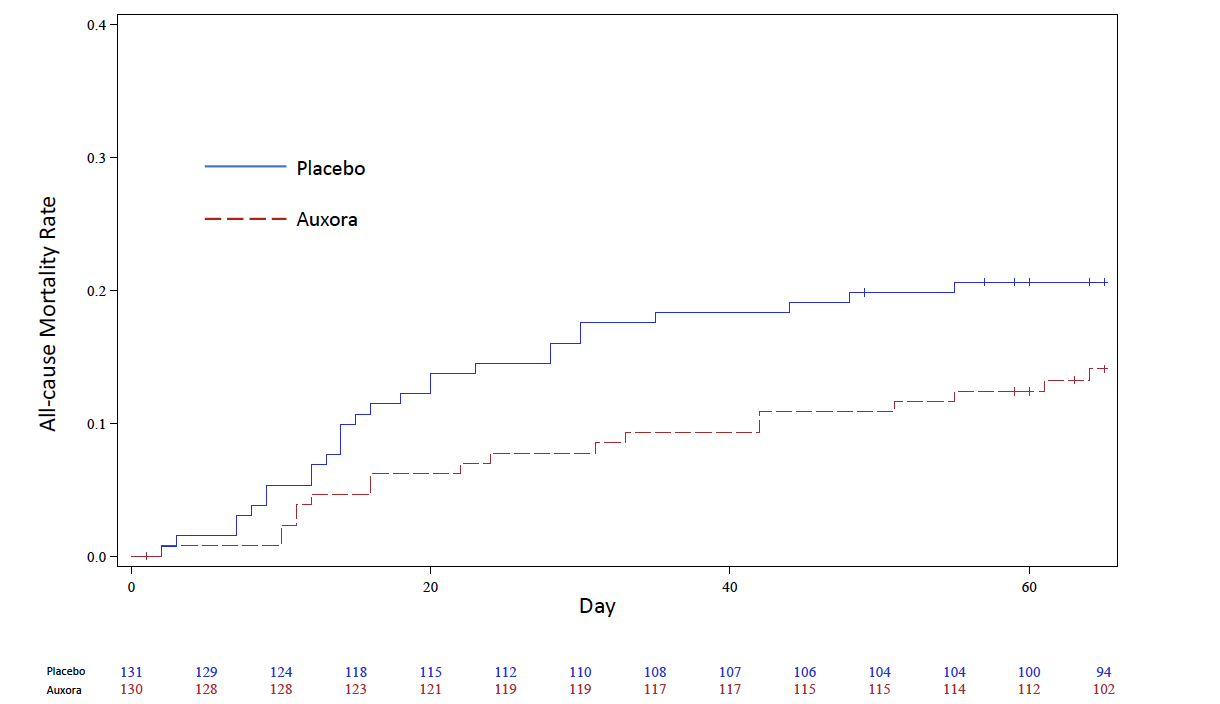 0.4
0.3
Placebo
Auxora
All-cause Mortality Rate
0.2
0.1
0.0
0 20 40 60
Day
Placebo 131 129 124 118 115 112 110 108 107 106 104 104 100 94
Auxora 130 128 128 123 121 119 119 117 117 115 115 114 112 102